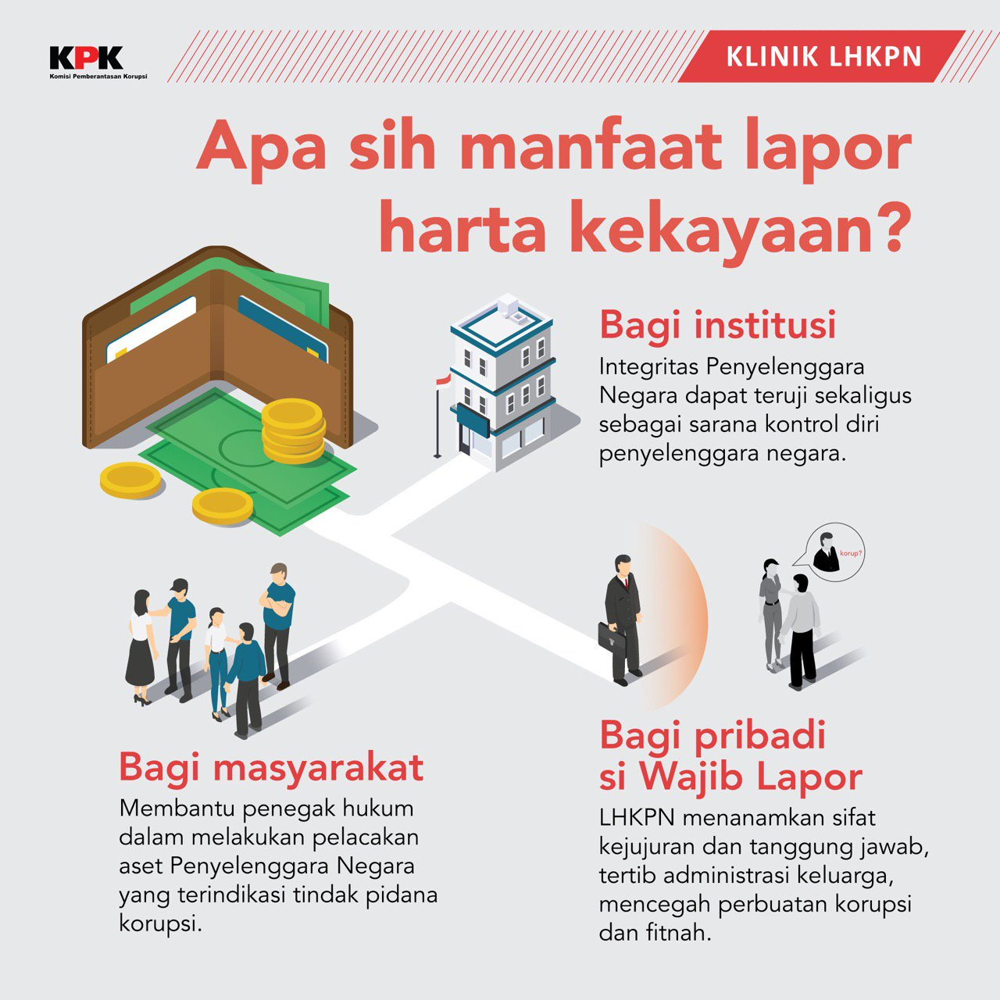 KPK
Komisi Pemberantasan Korupsi
KLINIK LHKPN
Apa sih manfaat lapor
harta kekayaan?
Bagi institusi
Integritas Penyelenggara
Negara dapat teruji sekaligus
sebagai sarana kontrol diri
penyelenggara negara.
korup?
Bagi masyarakat
Membantu penegak hukum
dalam melakukan pelacakan
aset Penyelenggara Negara
yang terindikasi tindak pidana
korupsi.
Bagi pribadi
si Wajib Lapor
LHKPN menanamkan sifat
kejujuran dan tanggung jawab,
tertib administrasi keluarga,
mencegah perbuatan korupsi
dan fitnah.